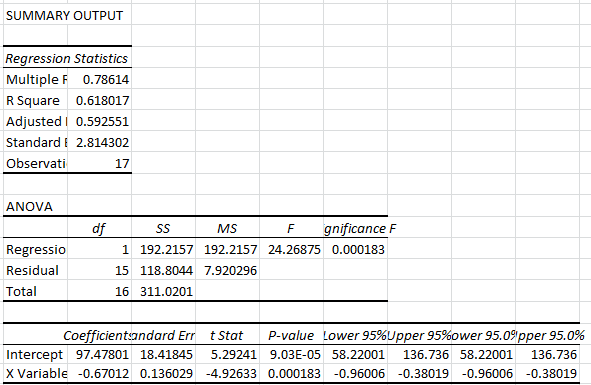 SUMMARY OUTPUT
Regression Statistics
Multiple R 0.78614
R Square 0.618017
Adjusted 0.592551
Standard E 2.814302
Observati 17
ANOVA
df SS MS F gnificance F
Regressio 1 192.2157 192.2157 24.26875 0.000183
Residual 15 118.8044 7.920296
Total 16 311.0201
Coefficients andard Err t Stat P-value Lower 95% Upper 95% ower 95.0% pper 95.0%
Intercept 97.47801 18.41845 5.29241 9.03E-05 58.22001 136.736 58.22001 136.736
X Variable -0.67012 0.136029 -4.92633 0.000183 -0.96006 -0.38019 -0.96006 -0.38019